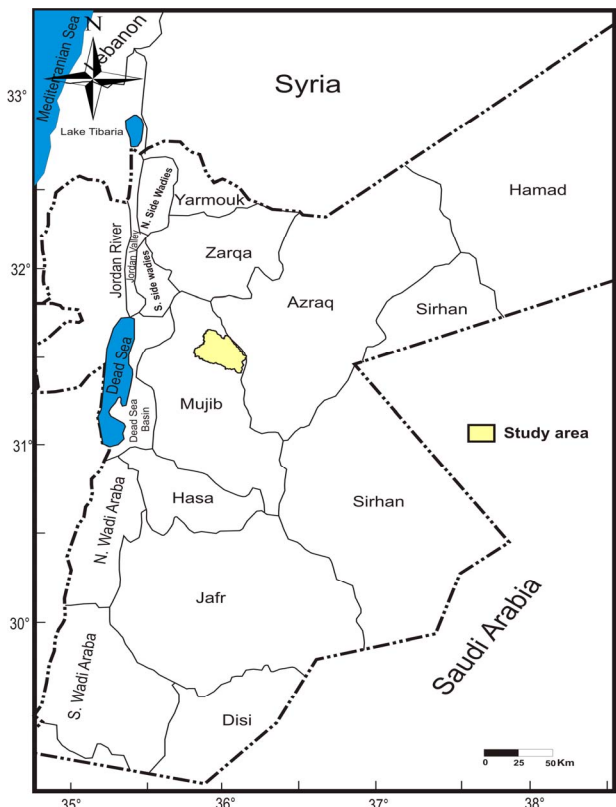 N
Mediterranean Sea
Lebanon
Syria
33°
Lake Tibaria
N. Side Wadies
Yarmouk
Hamad
Jordan River
Jordan Valley
S. side wadies
Zarqa
32°
Azraq
Sirhan
Dead Sea
Dead Sea
Basin
Mujib
Study area
31°
N. Wadi Araba
Hasa
Sirhan
Jafr
30°
Saudi Arabia
S. Wadi Araba
Disi
0 25 50 Km
35° 36° 37° 38°